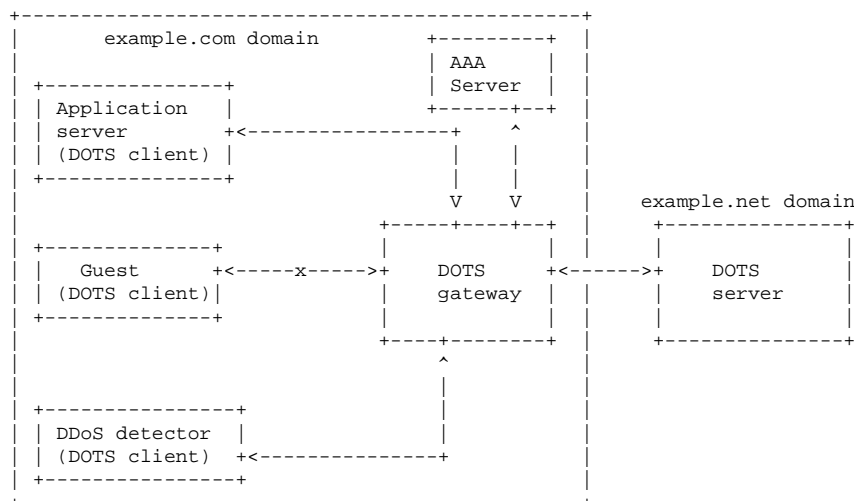 example.com domain
AAA
Server
Application
server
(DOTS client)
example.net domain
Guest
(DOTS client)
x
DOTS
gateway
DOTS
server
DDoS detector
(DOTS client)